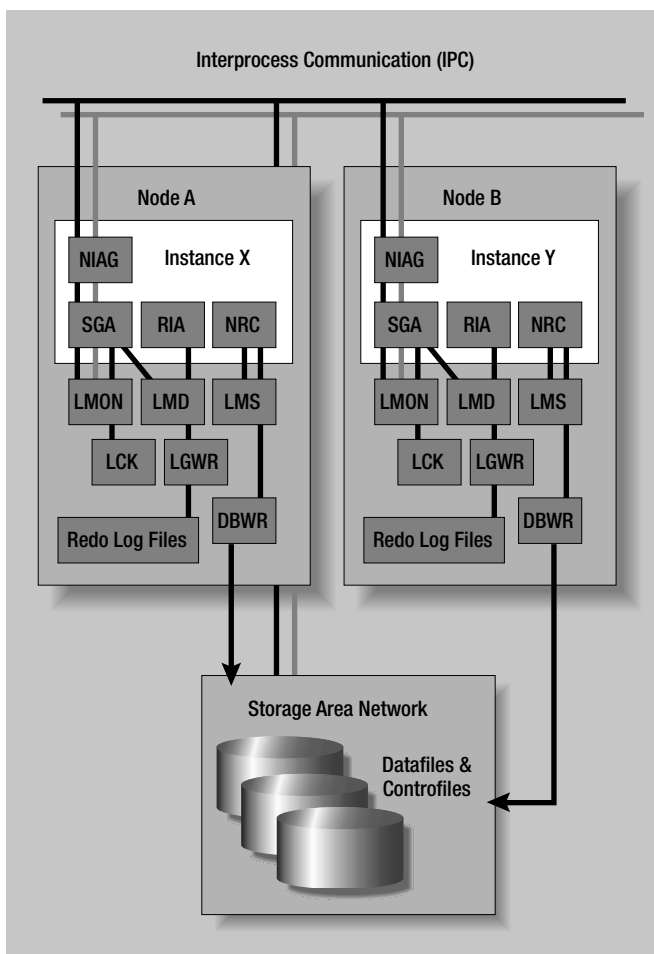 Interprocess Communication (IPC)
Node A
Instance X
NIAG
SGA
RIA
NRC
LMON
LMD
LMS
LCK
LGWR
Redo Log Files
DBWR
Node B
Instance Y
NIAG
SGA
RIA
NRC
LMON
LMD
LMS
LCK
LGWR
Redo Log Files
DBWR
Storage Area Network
Datafiles &
Controfiles